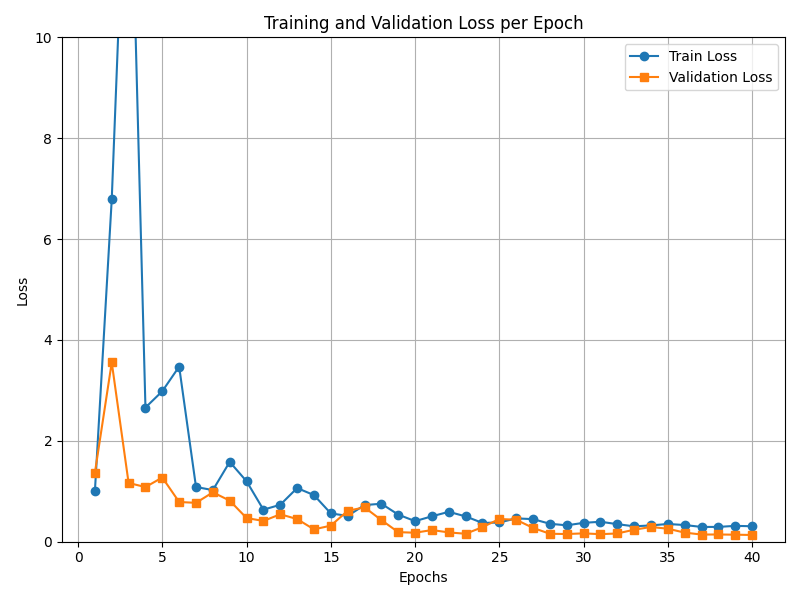 Training and Validation Loss per Epoch
Train Loss
Validation Loss
10
8
6
4
2
0
Loss
0 5 10 15 20 25 30 35 40
Epochs